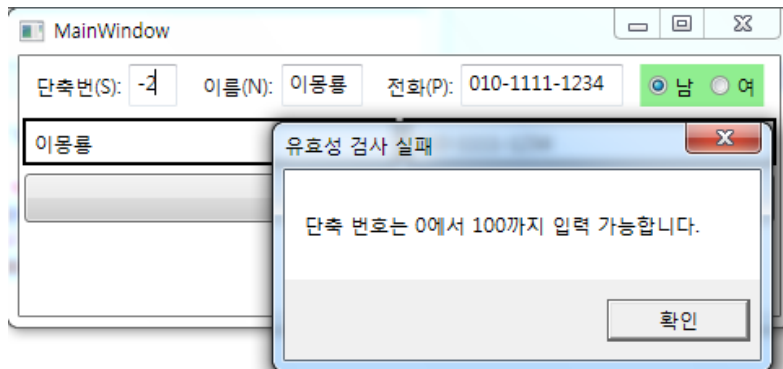 MainWindow
단축번(S): -2 이름(N): 이몽룡 전화(P): 010-1111-1234 남 여
이몽룡
유효성 검사 실패
단축 번호는 0에서 100까지 입력 가능합니다.
확인